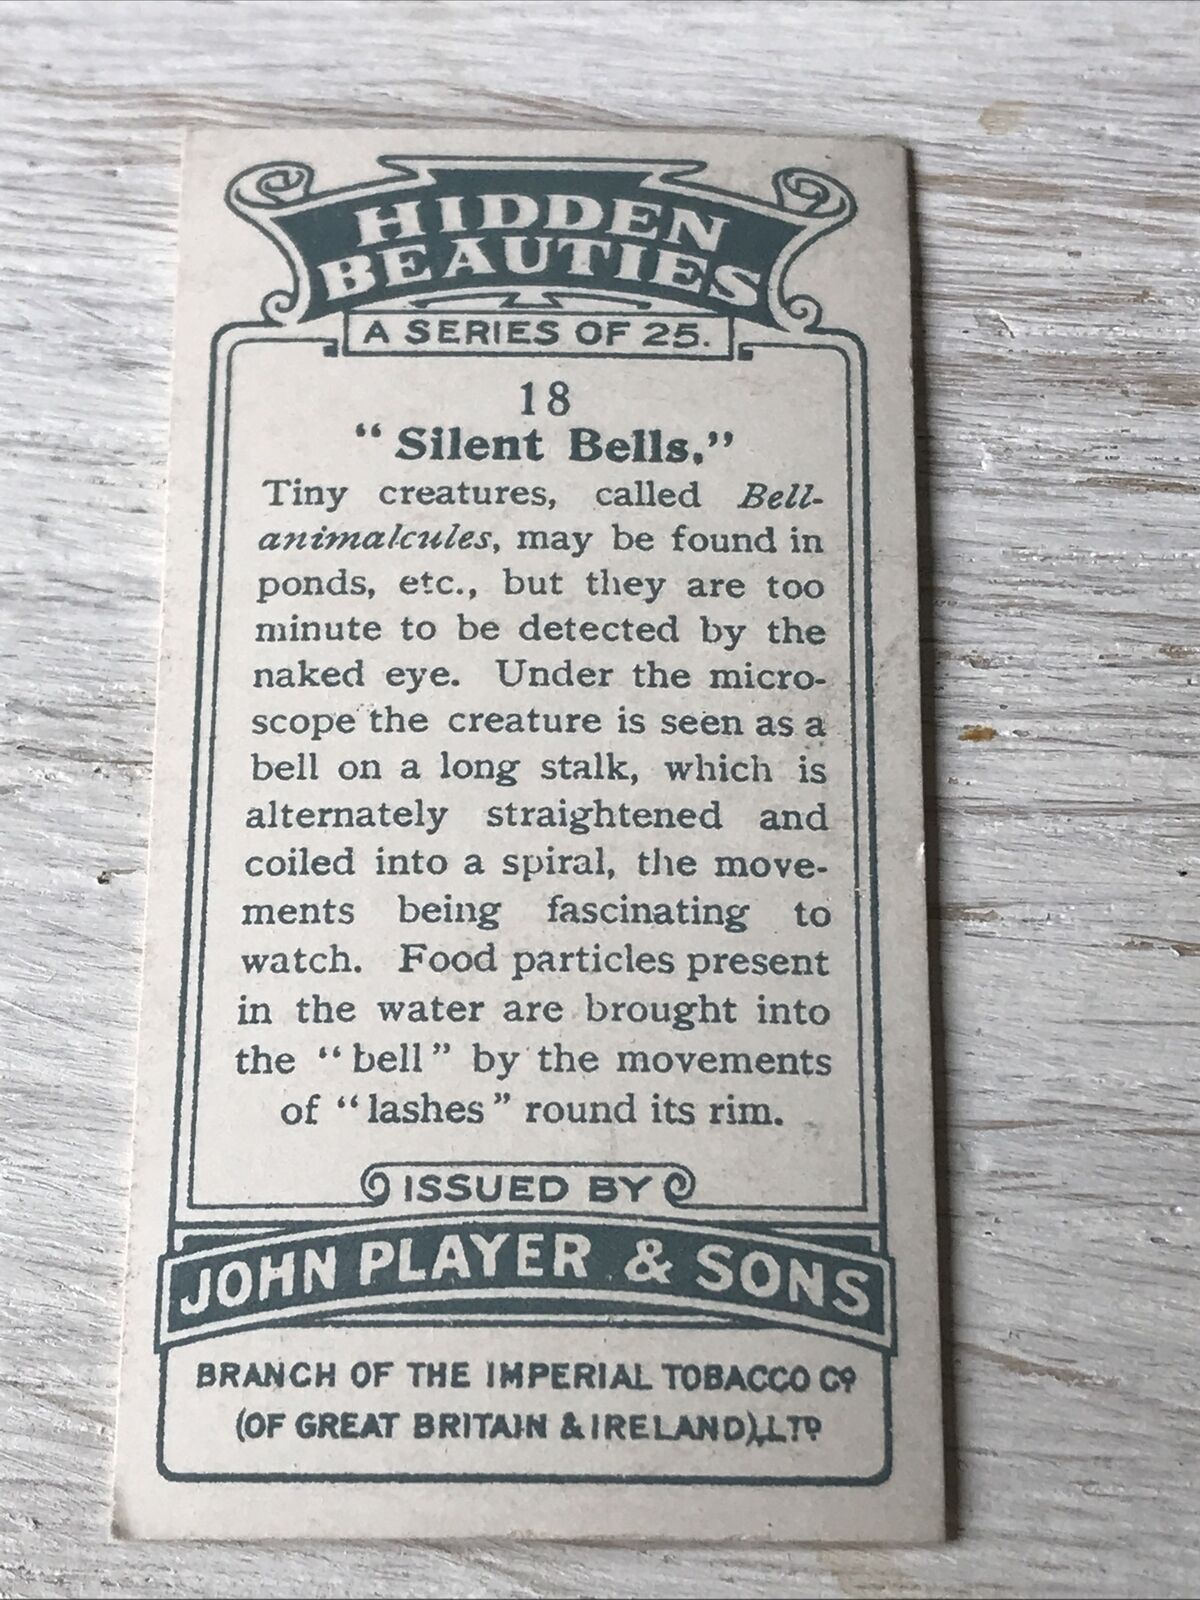 HIDDEN
BEAUTIES
A SERIES OF 25.
18
"Silent Bells."
Tiny creatures, called Bell-
animalcules, may be found in
ponds, etc., but they are too
minute to be detected by the
naked eye. Under the micro-
scope the creature is seen as a
bell on a long stalk, which is
alternately straightened and
coiled into a spiral, the move-
ments being fascinating to
watch. Food particles present
in the water are brought into
the "bell" by the movements
of "lashes" round its rim.
ISSUED BY
JOHN PLAYER & SONS
BRANCH OF THE IMPERIAL TOBACCO Co.
(OF GREAT BRITAIN & IRELAND), LTD.